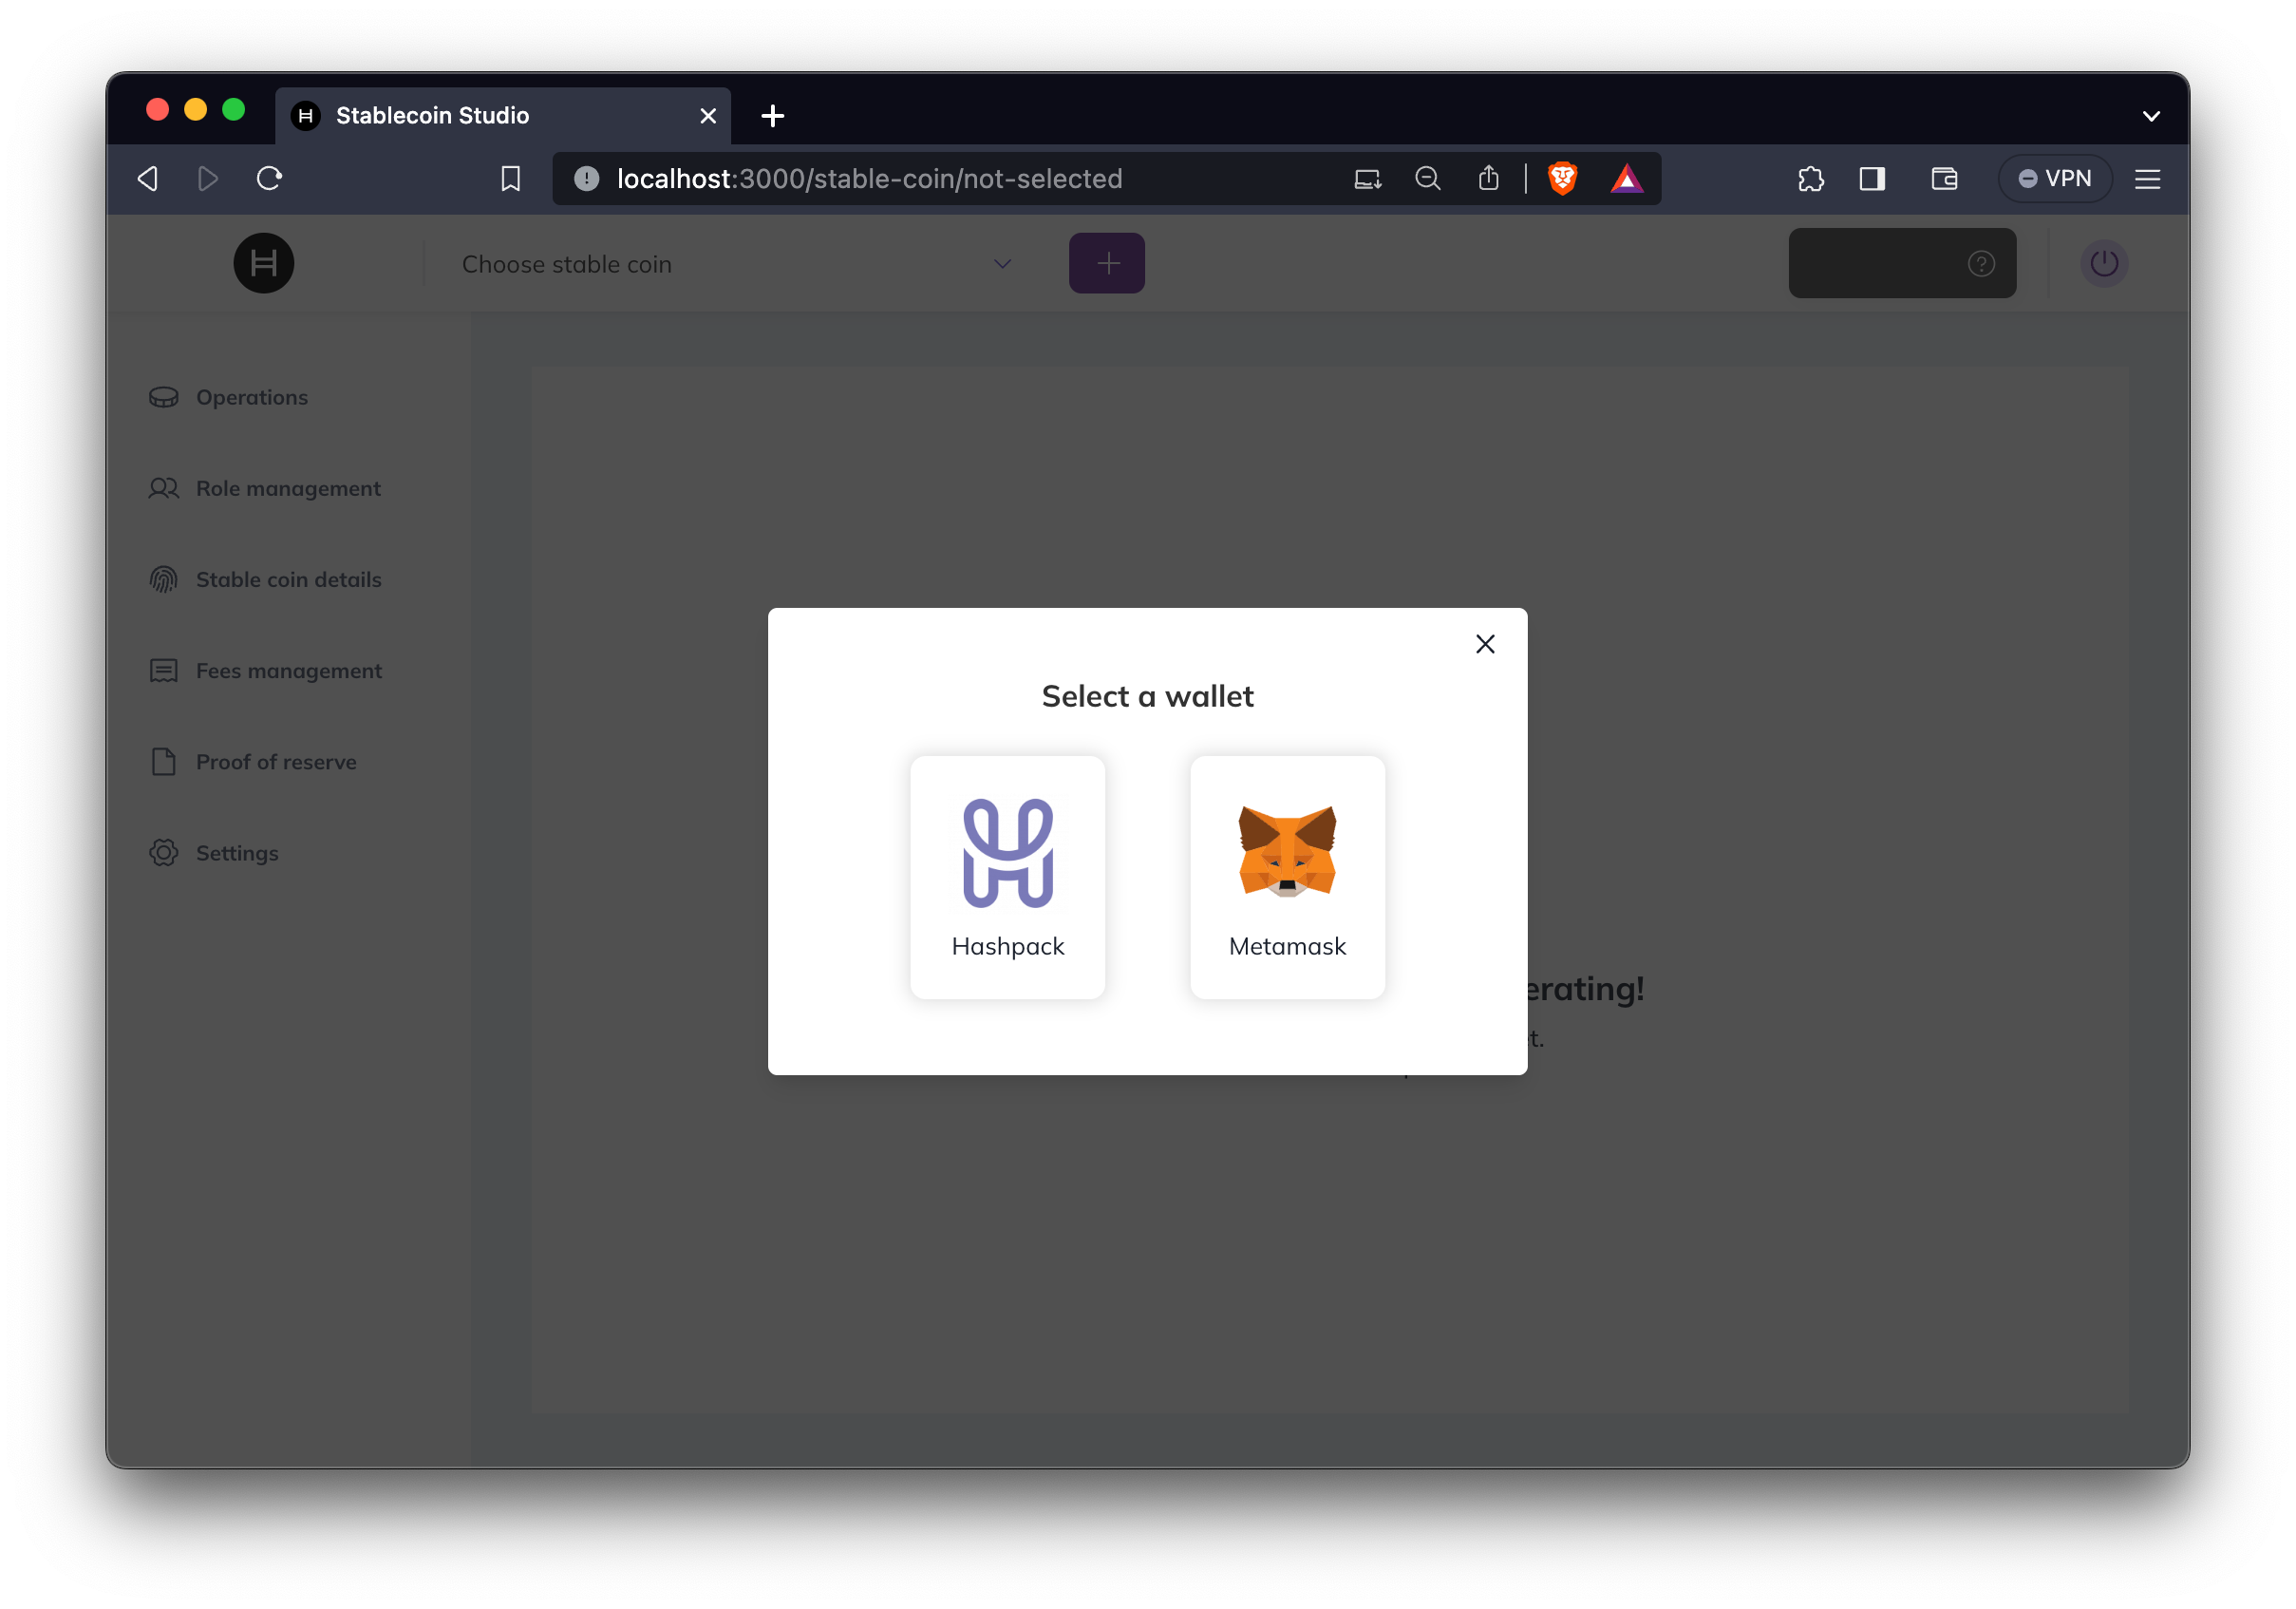 Stablecoin Studio
localhost:3000/stable-coin/not-selected
VPN
Choose stable coin
Operations
Role management
Stable coin details
Fees management
Proof of reserve
Settings
Select a wallet
Hashpack
Metamask
erating!
t.